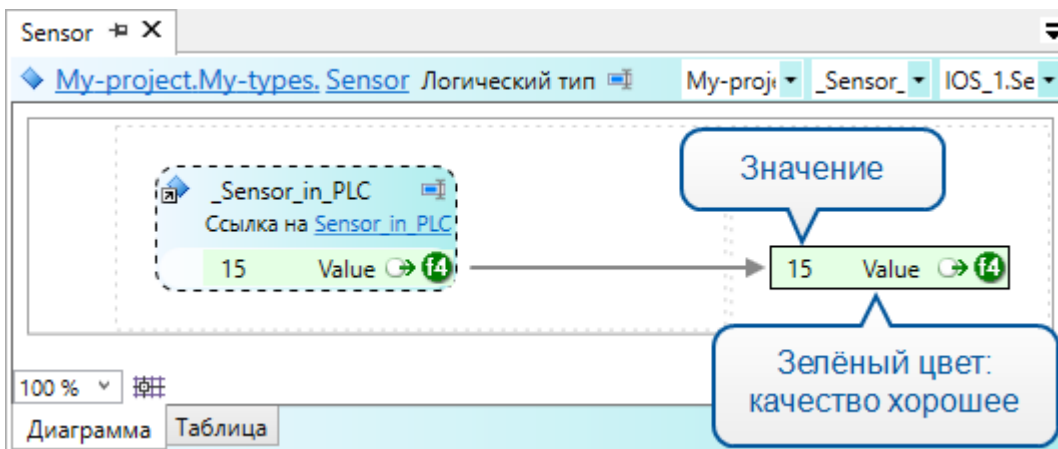 Sensor
My-project.My-types. Sensor Логический тип My-proje _Sensor_ IOS_1.Se
Значение
_Sensor_in_PLC
Ссылка на Sensor_in_PLC
15 Value f4
15 Value f4
Зелёный цвет:
качество хорошее
100 %
Диаграмма Таблица